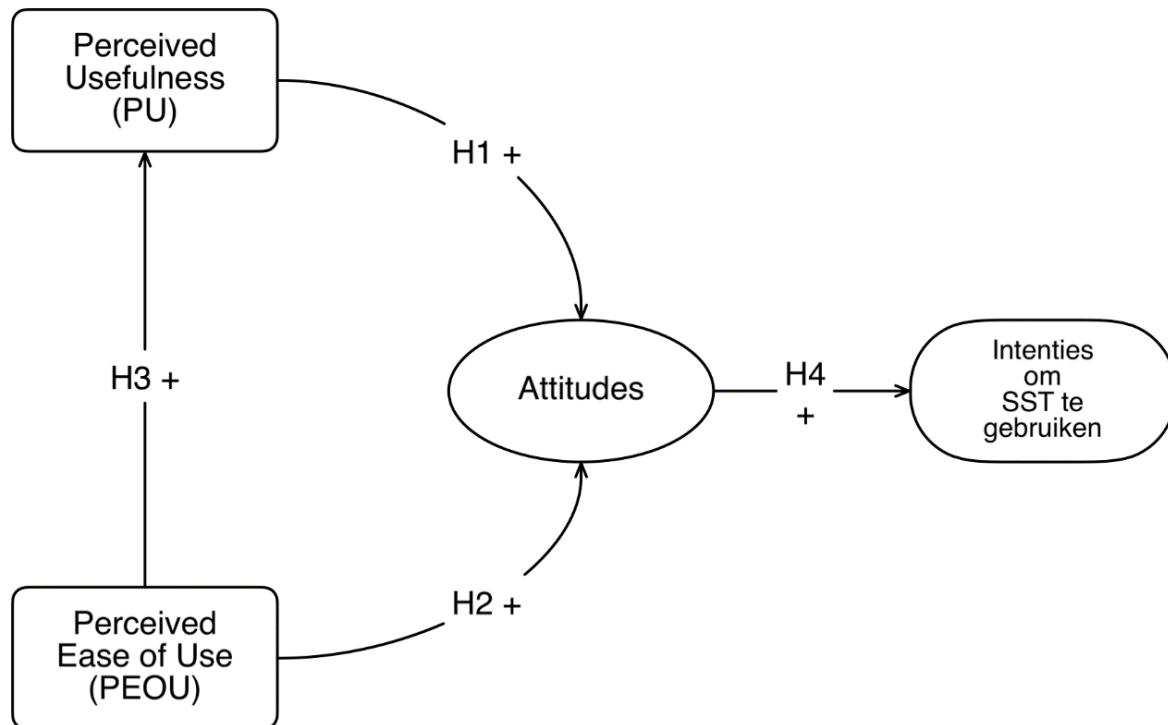 Perceived
Usefulness
(PU)
H1 +
H3 +
Attitudes
H4
+
Intenties
om
SST te
gebruiken
H2 +
Perceived
Ease of Use
(PEOU)